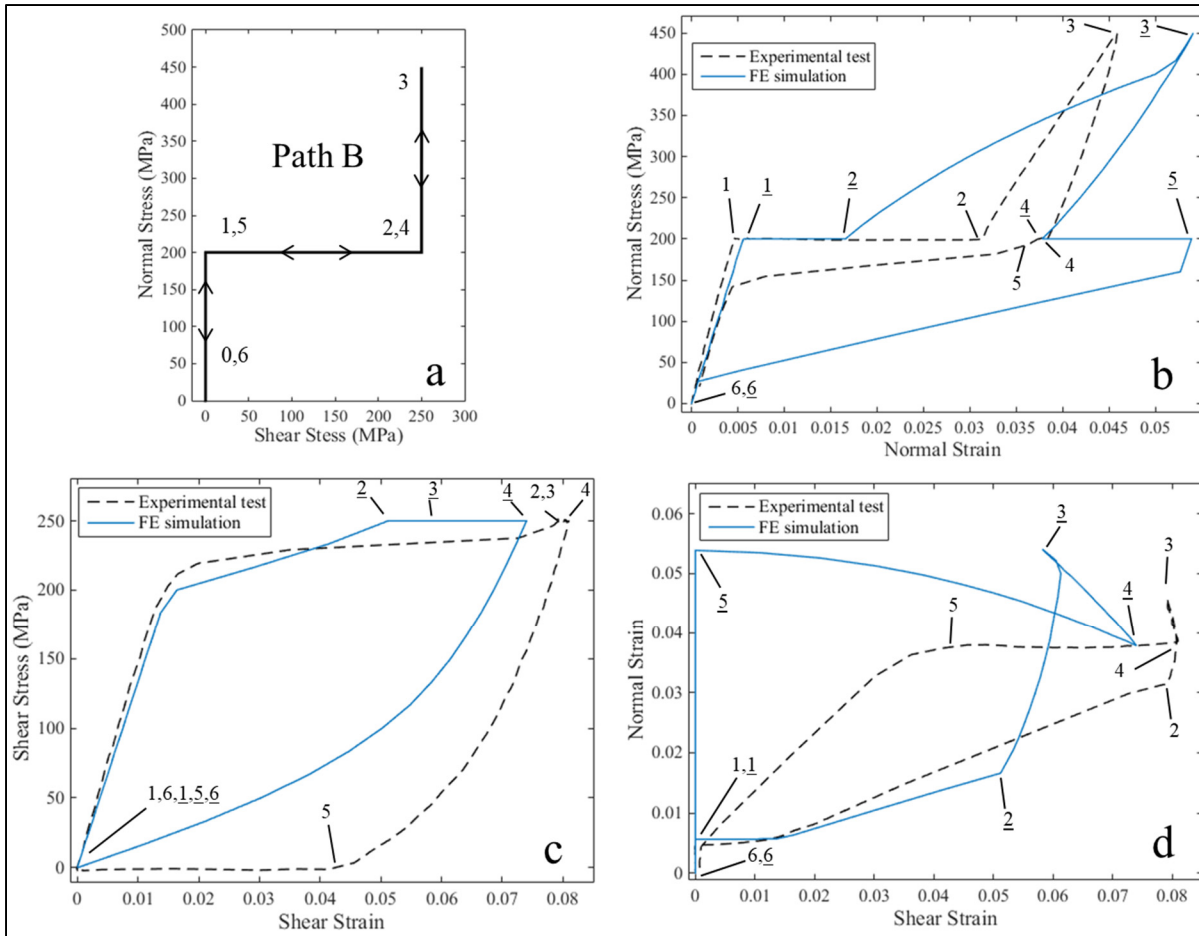 500
450
400
350
300
250
200
150
100
50
0
Normal Stress (MPa)
3
Path B
1,5
2,4
0,6
a
0 50 100 150 200 250 300
Shear Stess (MPa)
450
400
350
300
250
200
150
100
50
0
Normal Stress (MPa)
Experimental test
FE simulation
3
3
1
1
2
2
4
5
5
4
6,6
b
0 0.005 0.01 0.015 0.02 0.025 0.03 0.035 0.04 0.045 0.05
Normal Strain
250
200
150
100
50
0
Shear Stress (MPa)
Experimental test
FE simulation
2
3
4
2,3
4
1,6,1,5,6
5
c
0 0.01 0.02 0.03 0.04 0.05 0.06 0.07 0.08
Shear Strain
0.06
0.05
0.04
0.03
0.02
0.01
0
Normal Strain
Experimental test
FE simulation
3
3
5
5
4
4
2
1,1
2
6,6
d
0 0.01 0.02 0.03 0.04 0.05 0.06 0.07 0.08
Shear Strain